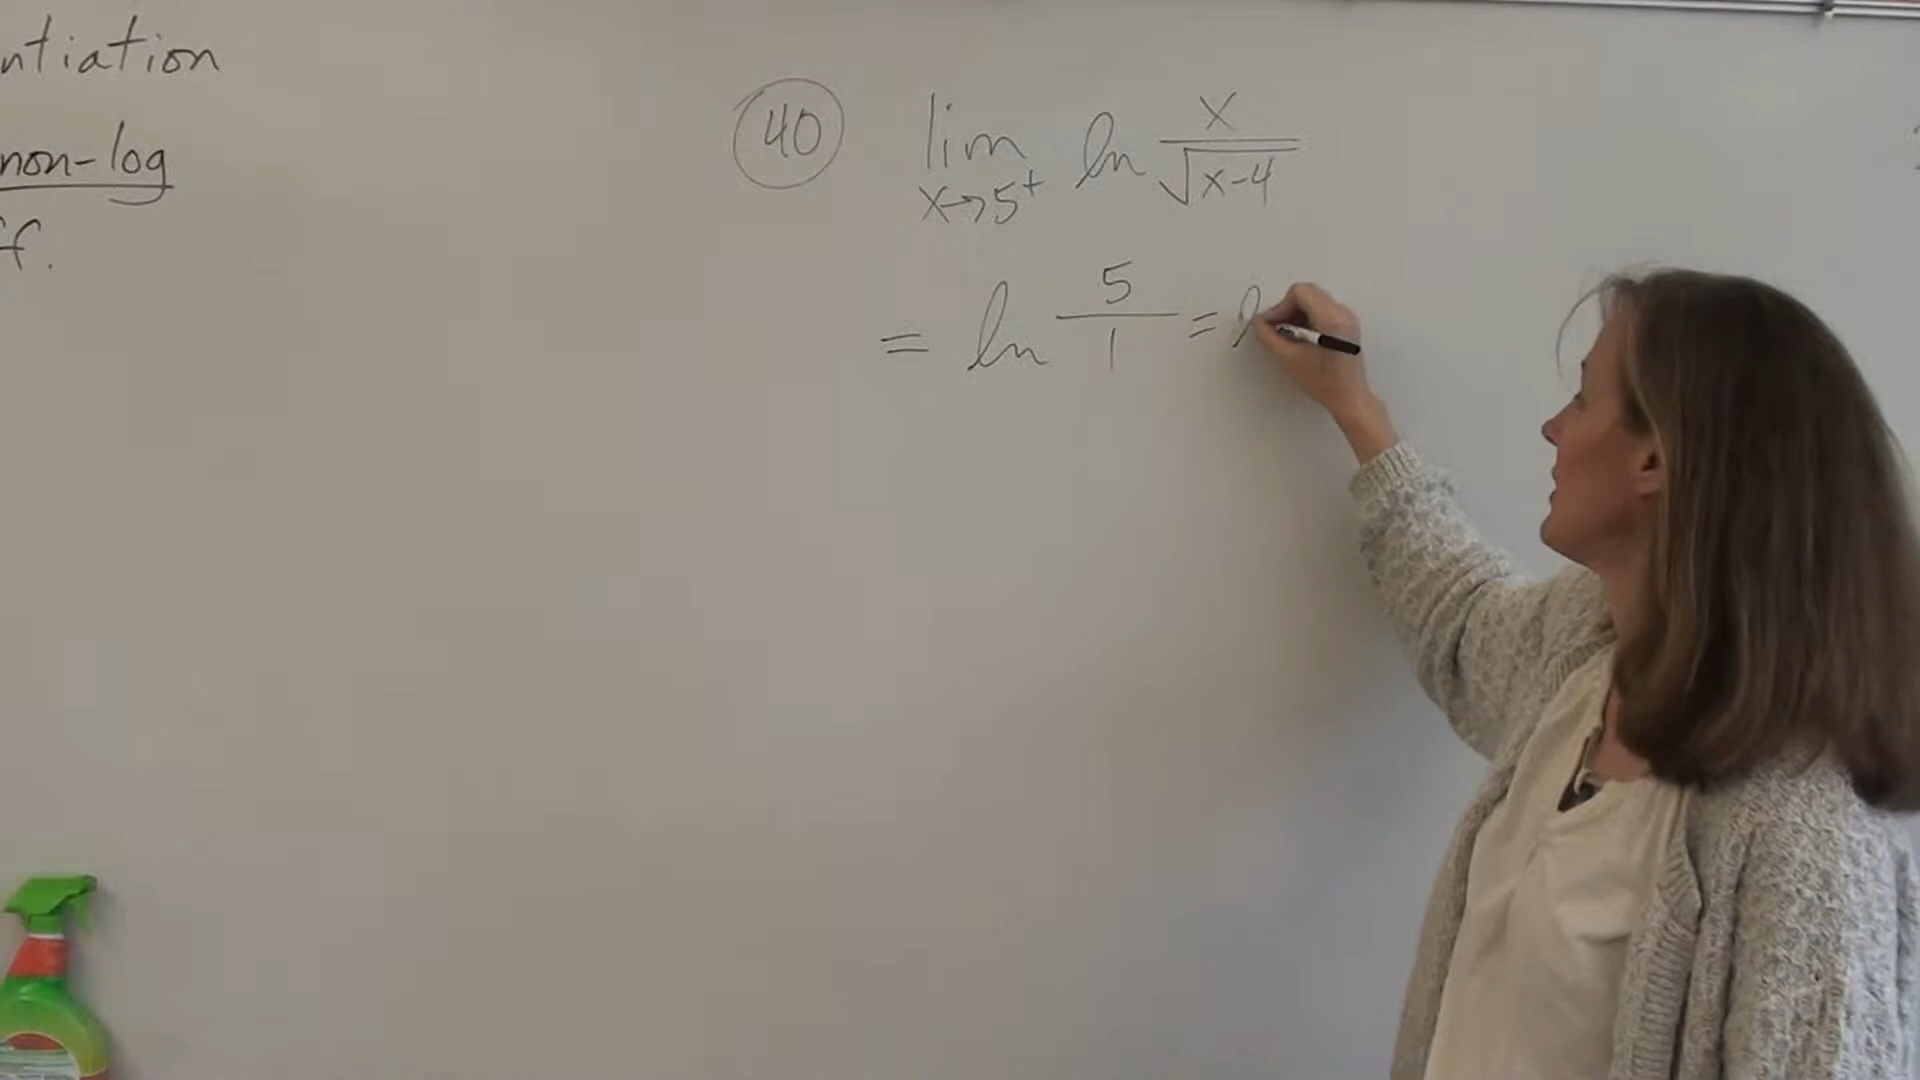 ntiation
non-log
f.
40 lim x→5⁺ ln x/√x-4
= ln 5/1 = l